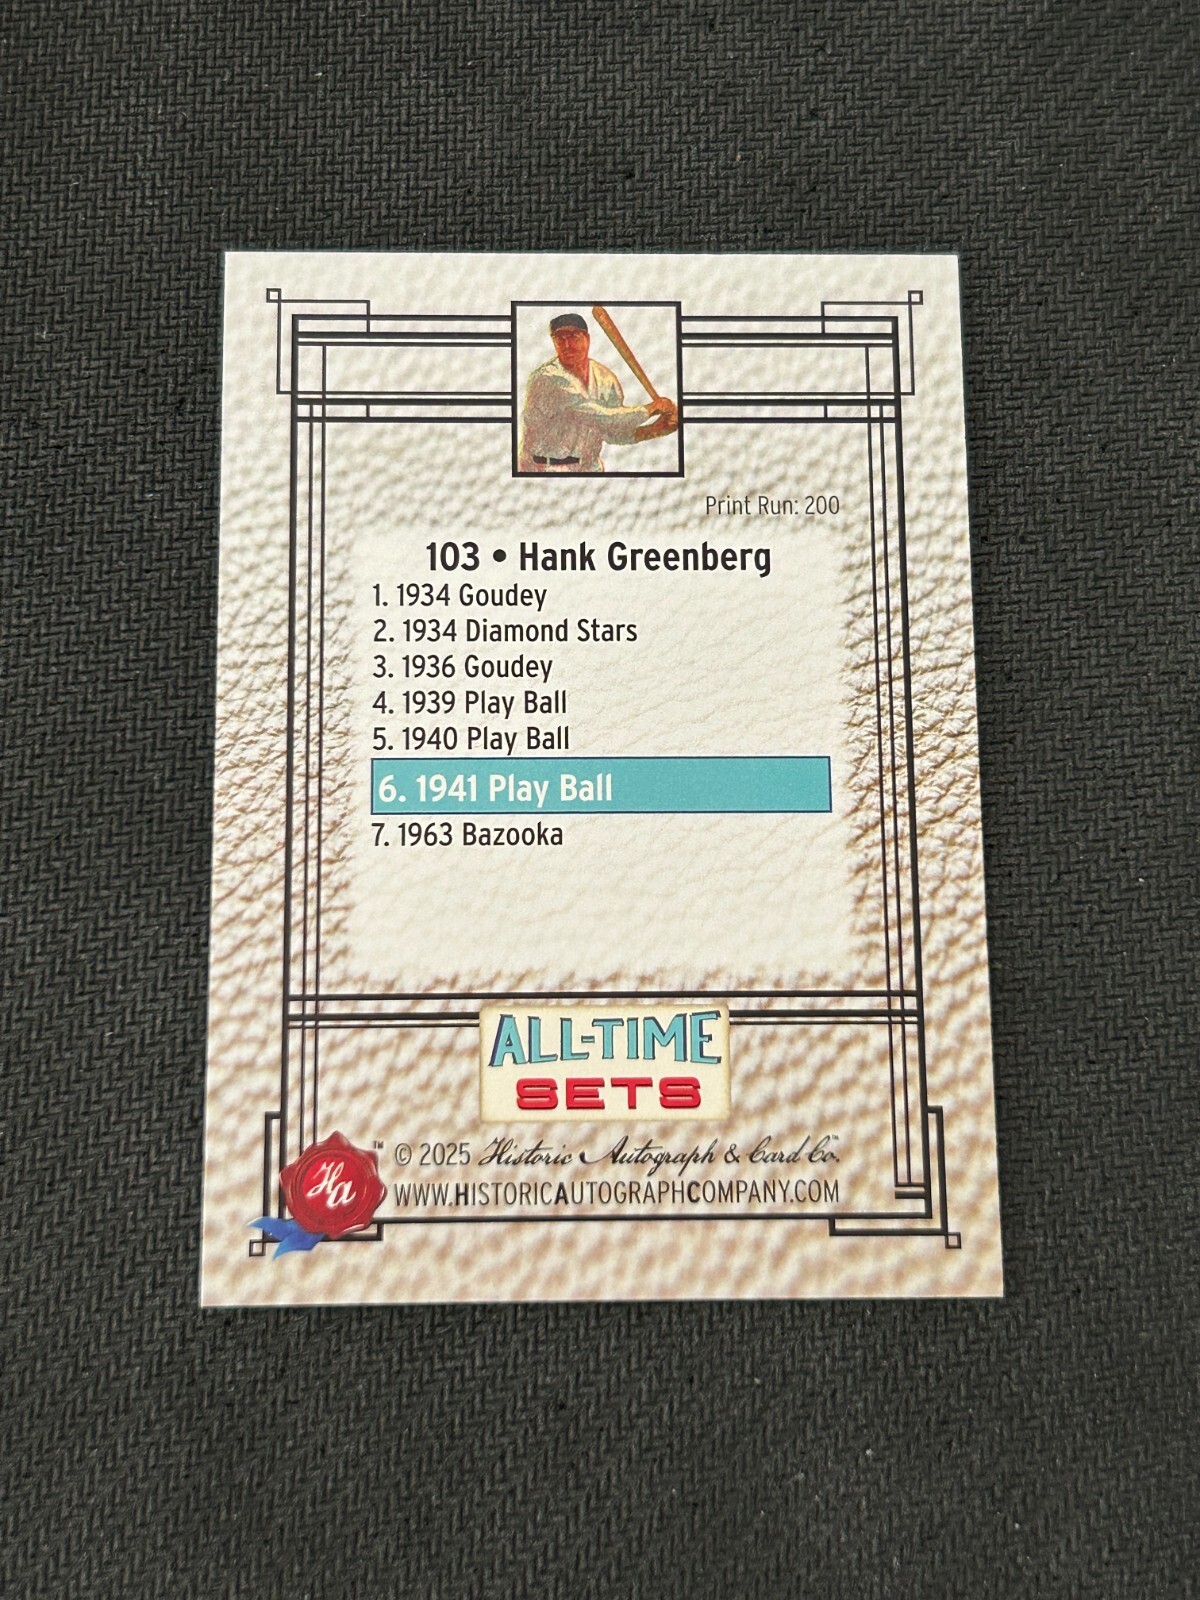 Print Run: 200
103 • Hank Greenberg
1. 1934 Goudey
2. 1934 Diamond Stars
3. 1936 Goudey
4. 1939 Play Ball
5. 1940 Play Ball
6. 1941 Play Ball
7. 1963 Bazooka
ALL-TIME
SETS
Ha
™ © 2025 Historic Autograph & Card Co.™
WWW.HISTORICAUTOGRAPHCOMPANY.COM